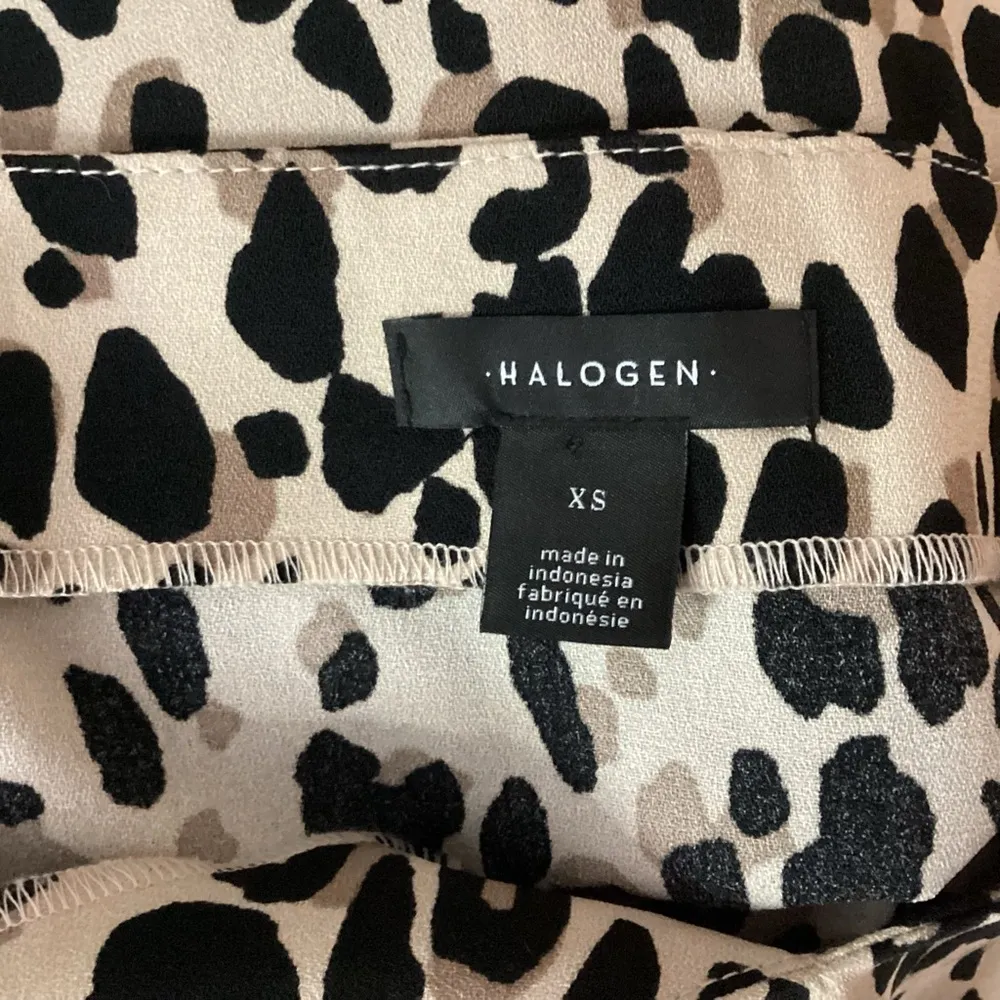 ·HALOGEN·
XS
made in
indonesia
fabriqué en
indonésie